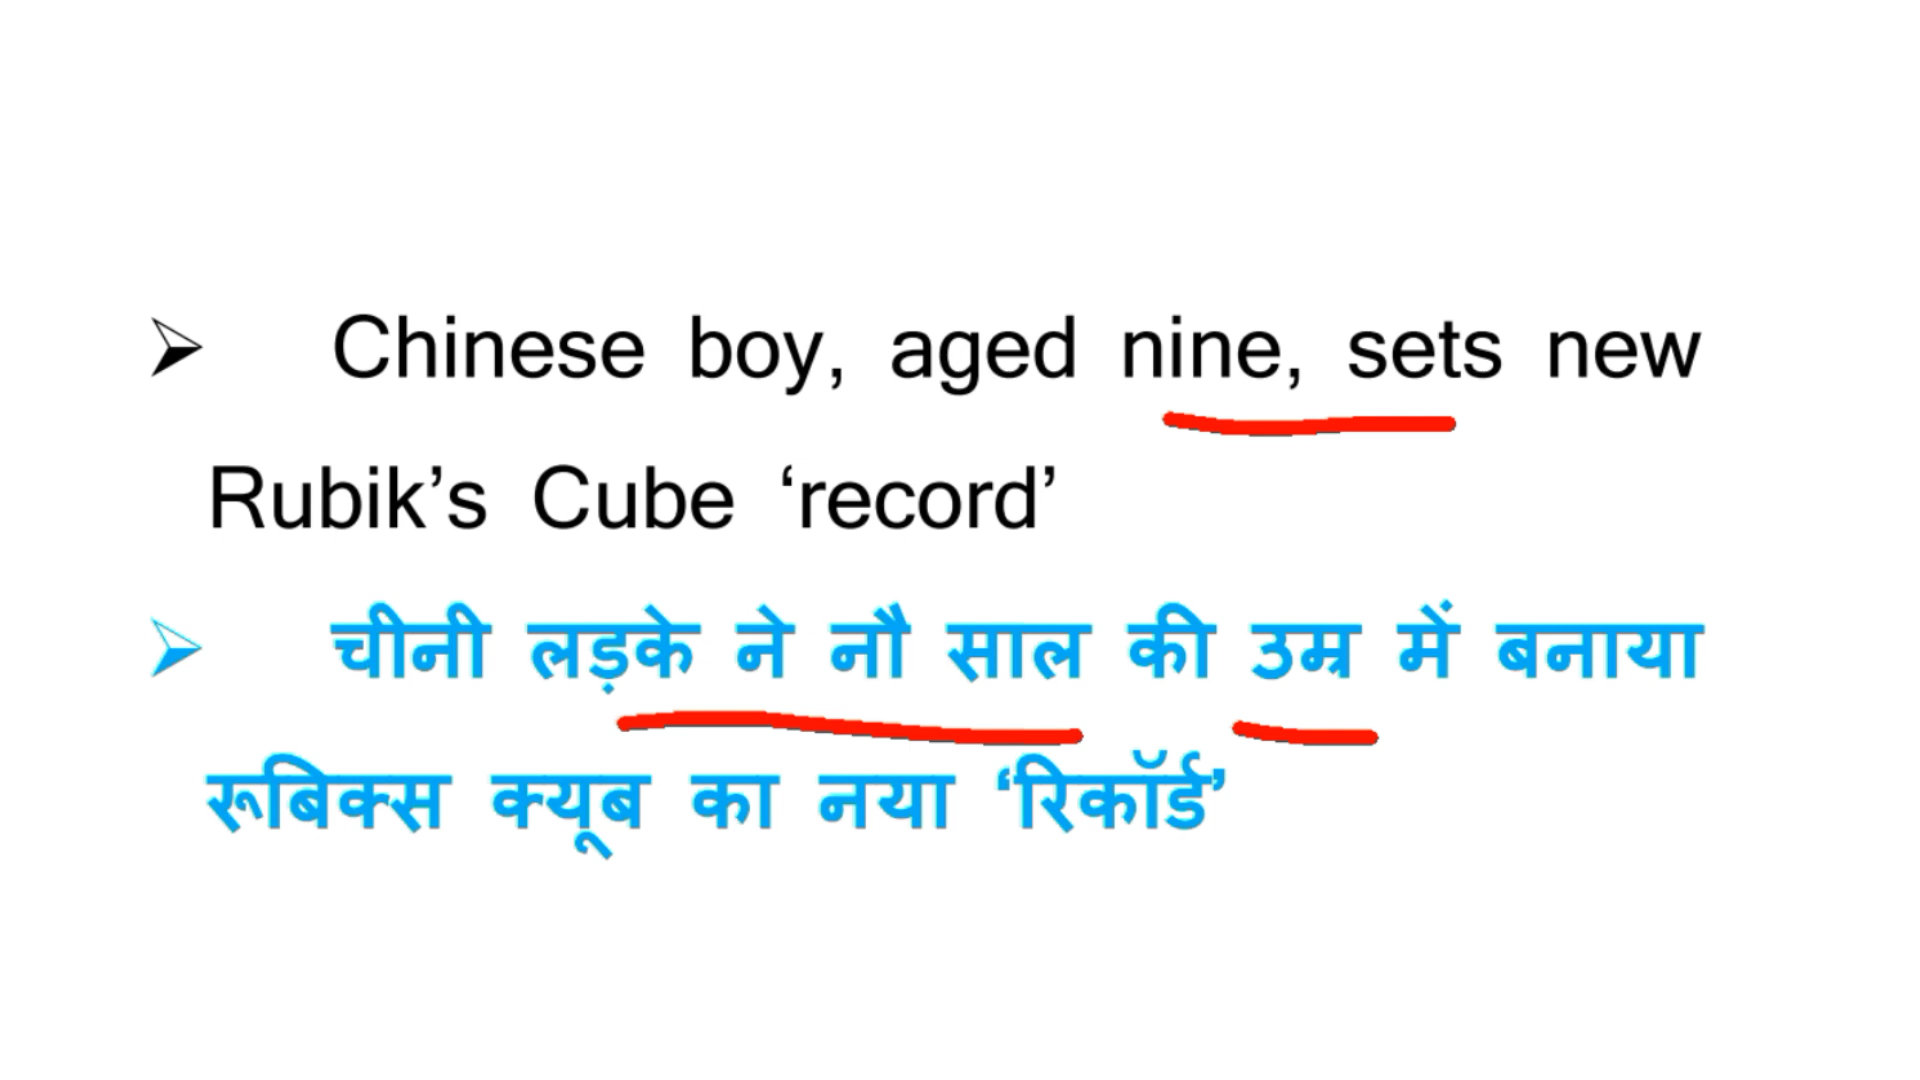 ➢ Chinese boy, aged nine, sets new
Rubik’s Cube ‘record’
➢ चीनी लड़के ने नौ साल की उम्र में बनाया
रूबिक्स क्यूब का नया ‘रिकॉर्ड’